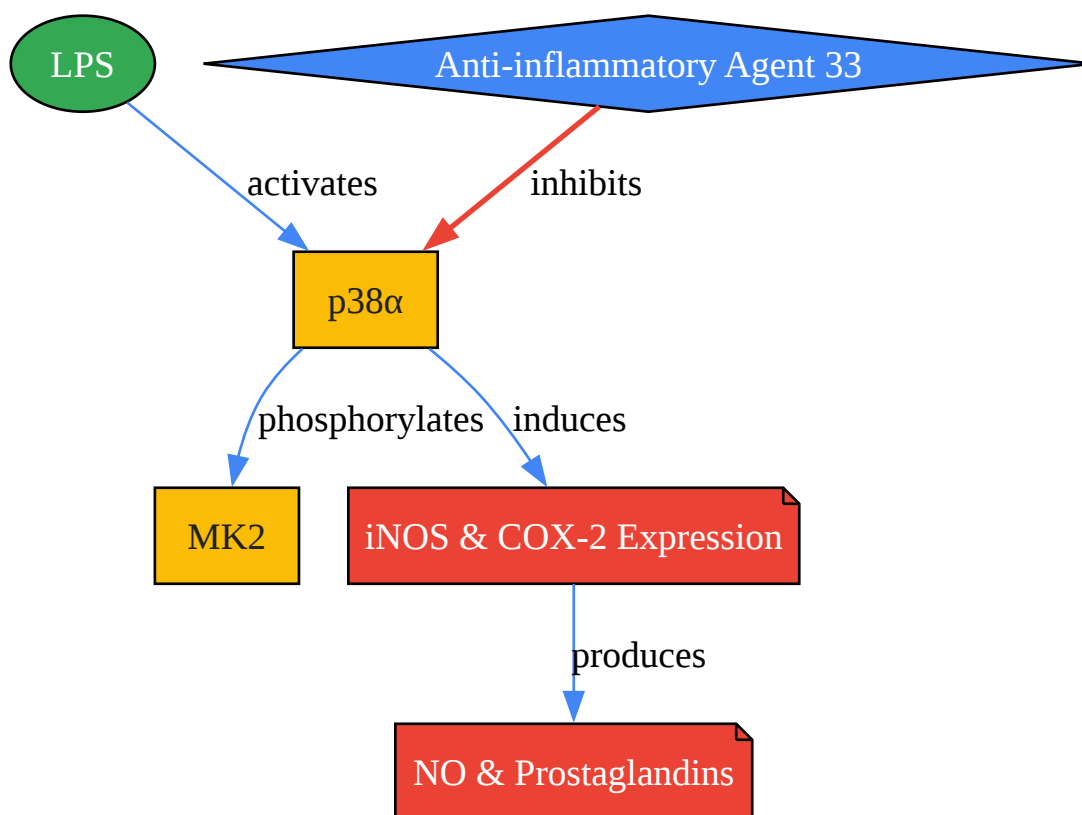 LPS
Anti-inflammatory Agent 33
activates
inhibits
p38α
phosphorylates
induces
MK2
iNOS & COX-2 Expression
produces
NO & Prostaglandins